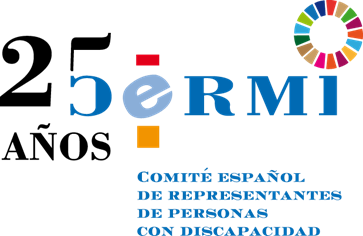 25 cermi
AÑOS
COMITÉ ESPAÑOL
DE REPRESENTANTES
DE PERSONAS
CON DISCAPACIDAD